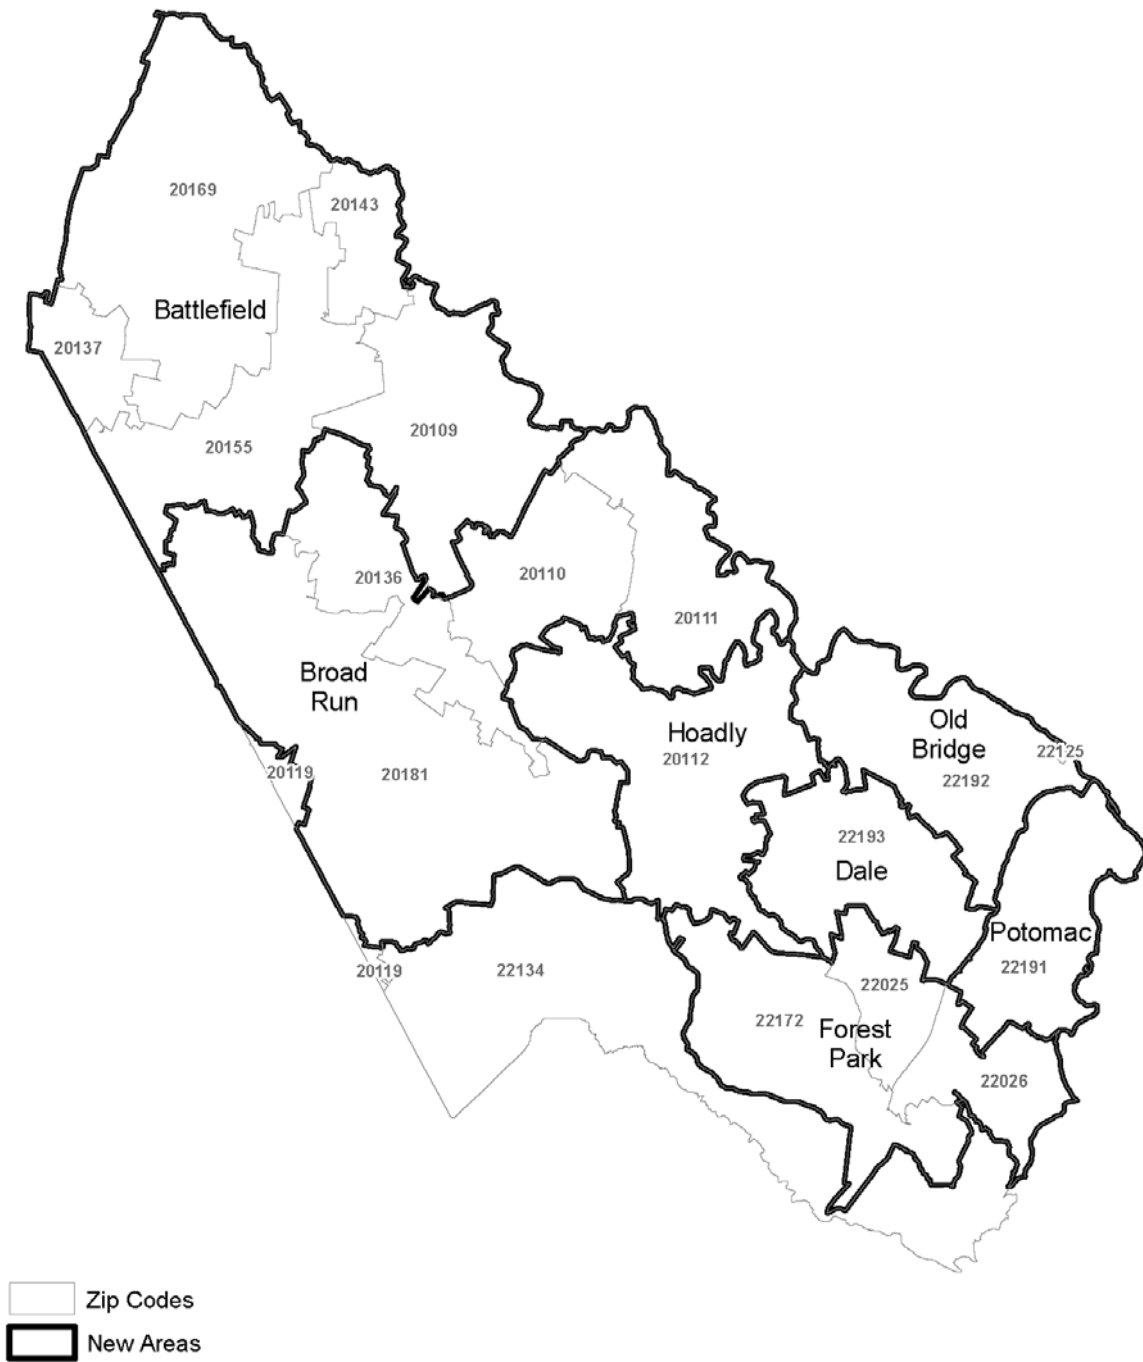 20169
20143
Battlefield
20137
20109
20155
20136
20110
20111
Broad
Run
Hoadly
20112
Old
Bridge
22125
22192
20119
20181
22193
Dale
Potomac
22191
20119
22134
22025
22172
Forest
Park
22026
Zip Codes
New Areas